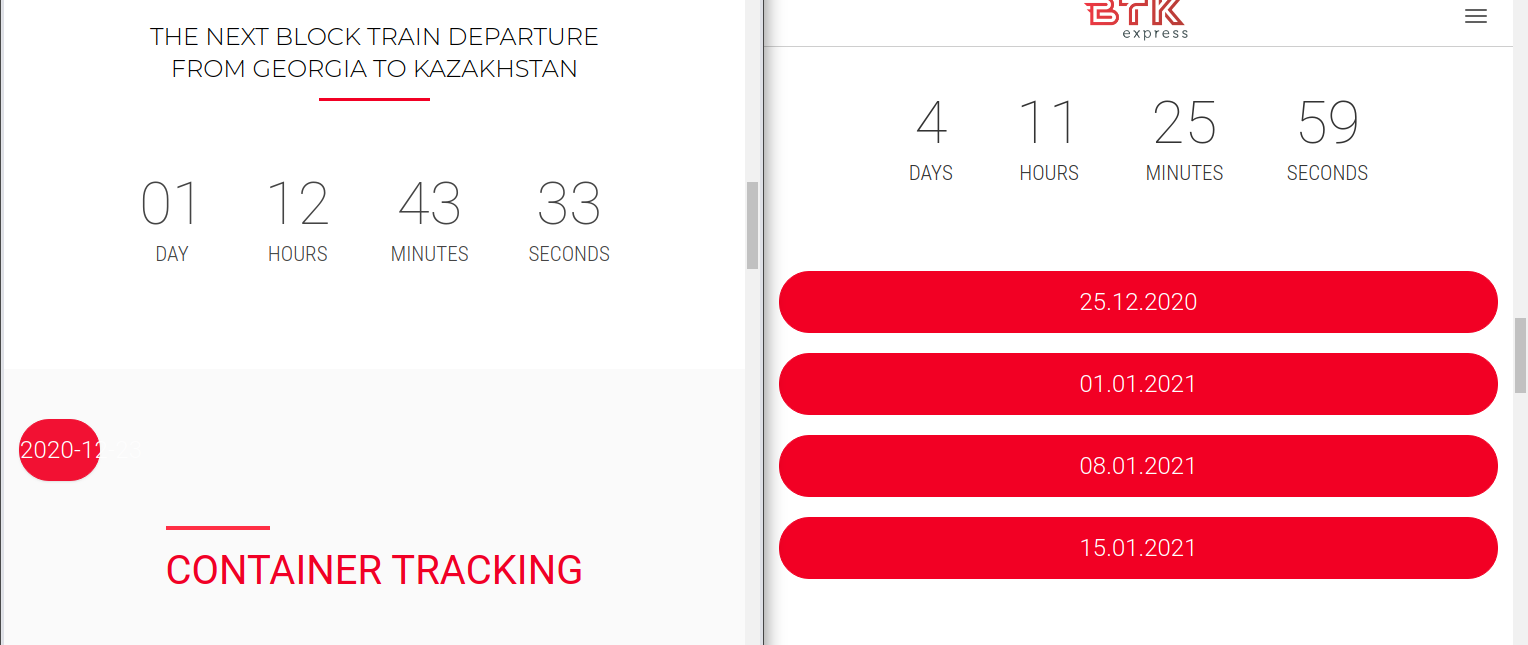 THE NEXT BLOCK TRAIN DEPARTURE
FROM GEORGIA TO KAZAKHSTAN
01 12 43 33
DAY HOURS MINUTES SECONDS
2020-12
CONTAINER TRACKING
BTK
express
4 11 25 59
DAYS HOURS MINUTES SECONDS
25.12.2020
01.01.2021
08.01.2021
15.01.2021